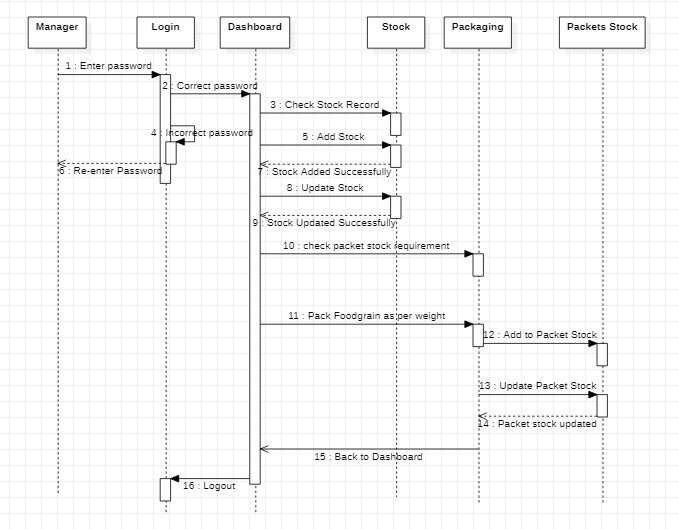 Manager
Login
Dashboard
Stock
Packaging
Packets Stock
1 : Enter password
2 : Correct password
3 : Check Stock Record
4 : Incorrect password
5 : Add Stock
6 : Re-enter Password
7 : Stock Added Successfully
8 : Update Stock
9 : Stock Updated Successfully
10 : check packet stock requirement
11 : Pack Foodgrain as per weight
12 : Add to Packet Stock
13 : Update Packet Stock
14 : Packet stock updated
15 : Back to Dashboard
16 : Logout